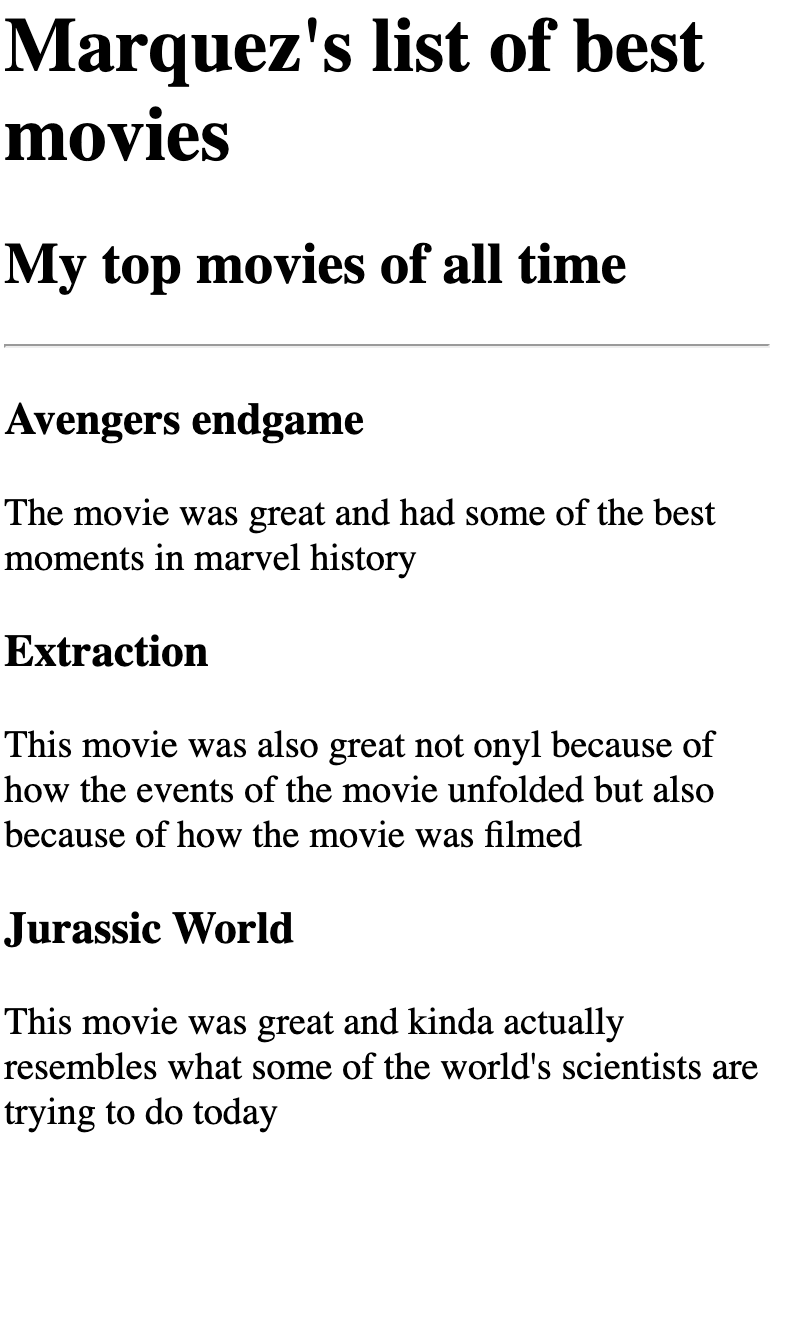 Marquez's list of best
movies
My top movies of all time
Avengers endgame
The movie was great and had some of the best
moments in marvel history
Extraction
This movie was also great not onyl because of
how the events of the movie unfolded but also
because of how the movie was filmed
Jurassic World
This movie was great and kinda actually
resembles what some of the world's scientists are
trying to do today